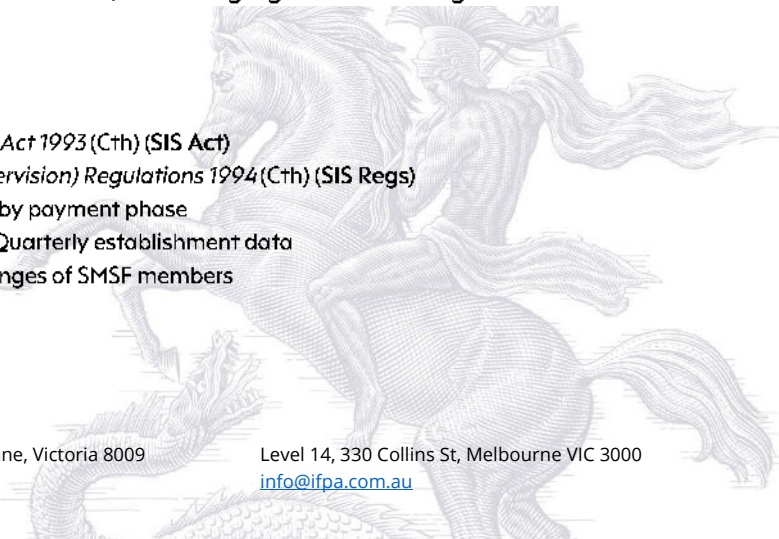 Act 1993 (Cth) (SIS Act)
ervision) Regulations 1994 (Cth) (SIS Regs)
by payment phase
Quarterly establishment data
nges of SMSF members
ne, Victoria 8009
Level 14, 330 Collins St, Melbourne VIC 3000
info@ifpa.com.au